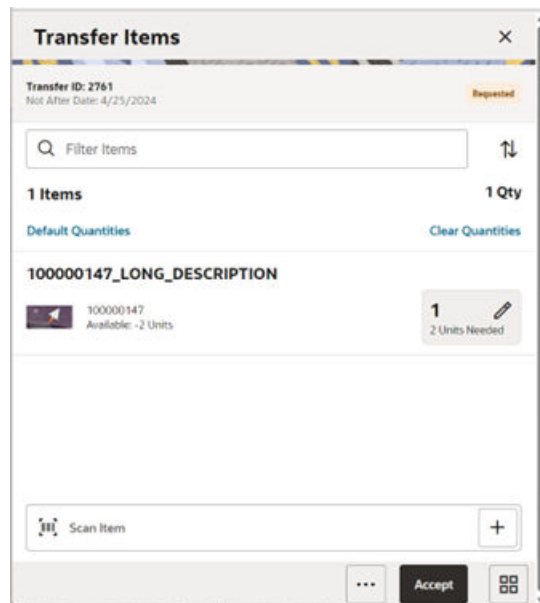 Transfer Items
Transfer ID: 2761
Not After Date: 4/25/2024
Requested
Filter Items
1 Items
1 Qty
Default Quantities
Clear Quantities
100000147_LONG_DESCRIPTION
100000147
Available: -2 Units
1
2 Units Needed
Scan Item
Accept